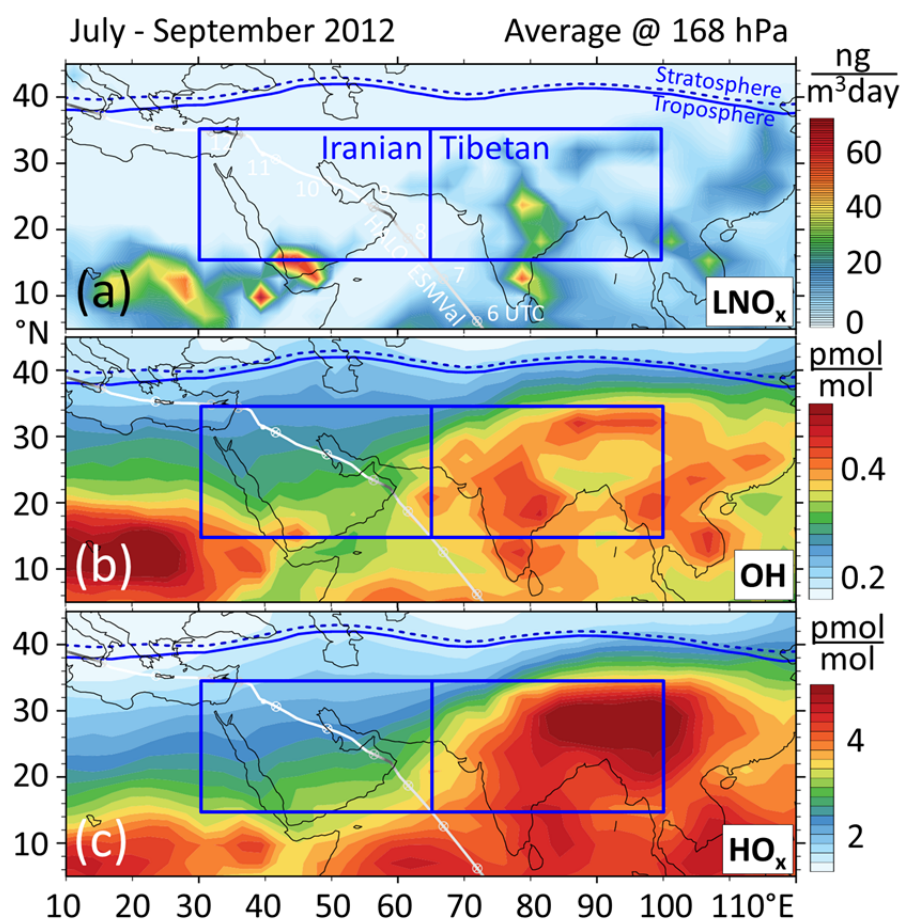 July - September 2012 Average @ 168 hPa
ng
m³day
Stratosphere
Troposphere
Iranian Tibetan
12
11
10
9
8
7
6 UTC
HALO ESMVal
(a)
LNOₓ
40
30
20
10
°N
60
40
20
0
pmol
mol
(b)
OH
40
30
20
10
0.4
0.2
pmol
mol
(c)
HOₓ
40
30
20
10
4
2
10 20 30 40 50 60 70 80 90 100 110°E